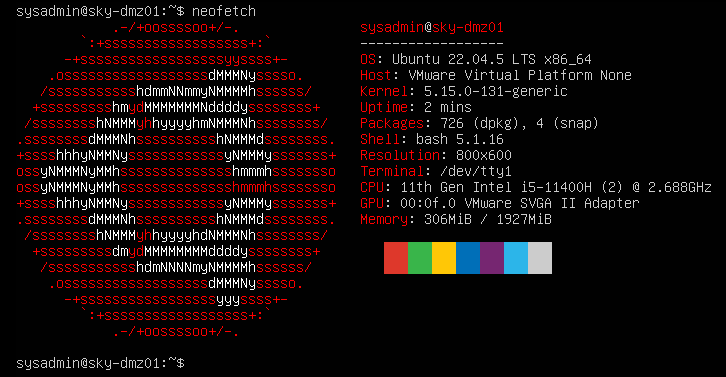 sysadmin@sky-dmz01:~$ neofetch
.-/+oossssoo+/-.
`:+ssssssssssssssssss+:`
-+ssssssssssssssssssyyssss+-
.ossssssssssssssssssdMMMNysssso.
/ssssssssssshdmmNNmmyNMMMMhssssss/
+ssssssssshmydMMMMMMMNddddyssssssss+
/sssssssshNMMMyhhyyyyhmNMMMNhssssssss/
.ssssssssdMMMNhsssssssssshNMMMdssssssss.
+sssshhhyNMMNyssssssssssssyNMMMysssssss+
ossyNMMMNyMMhsssssssssssssshmmmhssssssso
ossyNMMMNyMMhsssssssssssssshmmmhssssssso
+sssshhhyNMMNyssssssssssssyNMMMysssssss+
.ssssssssdMMMNhsssssssssshNMMMdssssssss.
/sssssssshNMMMyhhyyyyhdNMMMNhssssssss/
+sssssssssdmydMMMMMMMMddddyssssssss+
/ssssssssssshdmNNNNmyNMMMMhssssss/
.ossssssssssssssssssdMMMNysssso.
-+sssssssssssssssssyyyssss+-
`:+ssssssssssssssssss+:`
.-/+oossssoo+/-.
sysadmin@sky-dmz01
------------------
OS: Ubuntu 22.04.5 LTS x86_64
Host: VMware Virtual Platform None
Kernel: 5.15.0-131-generic
Uptime: 2 mins
Packages: 726 (dpkg), 4 (snap)
Shell: bash 5.1.16
Resolution: 800x600
Terminal: /dev/tty1
CPU: 11th Gen Intel i5-11400H (2) @ 2.688GHz
GPU: 00:0f.0 VMware SVGA II Adapter
Memory: 306MiB / 1927MiB
sysadmin@sky-dmz01:~$